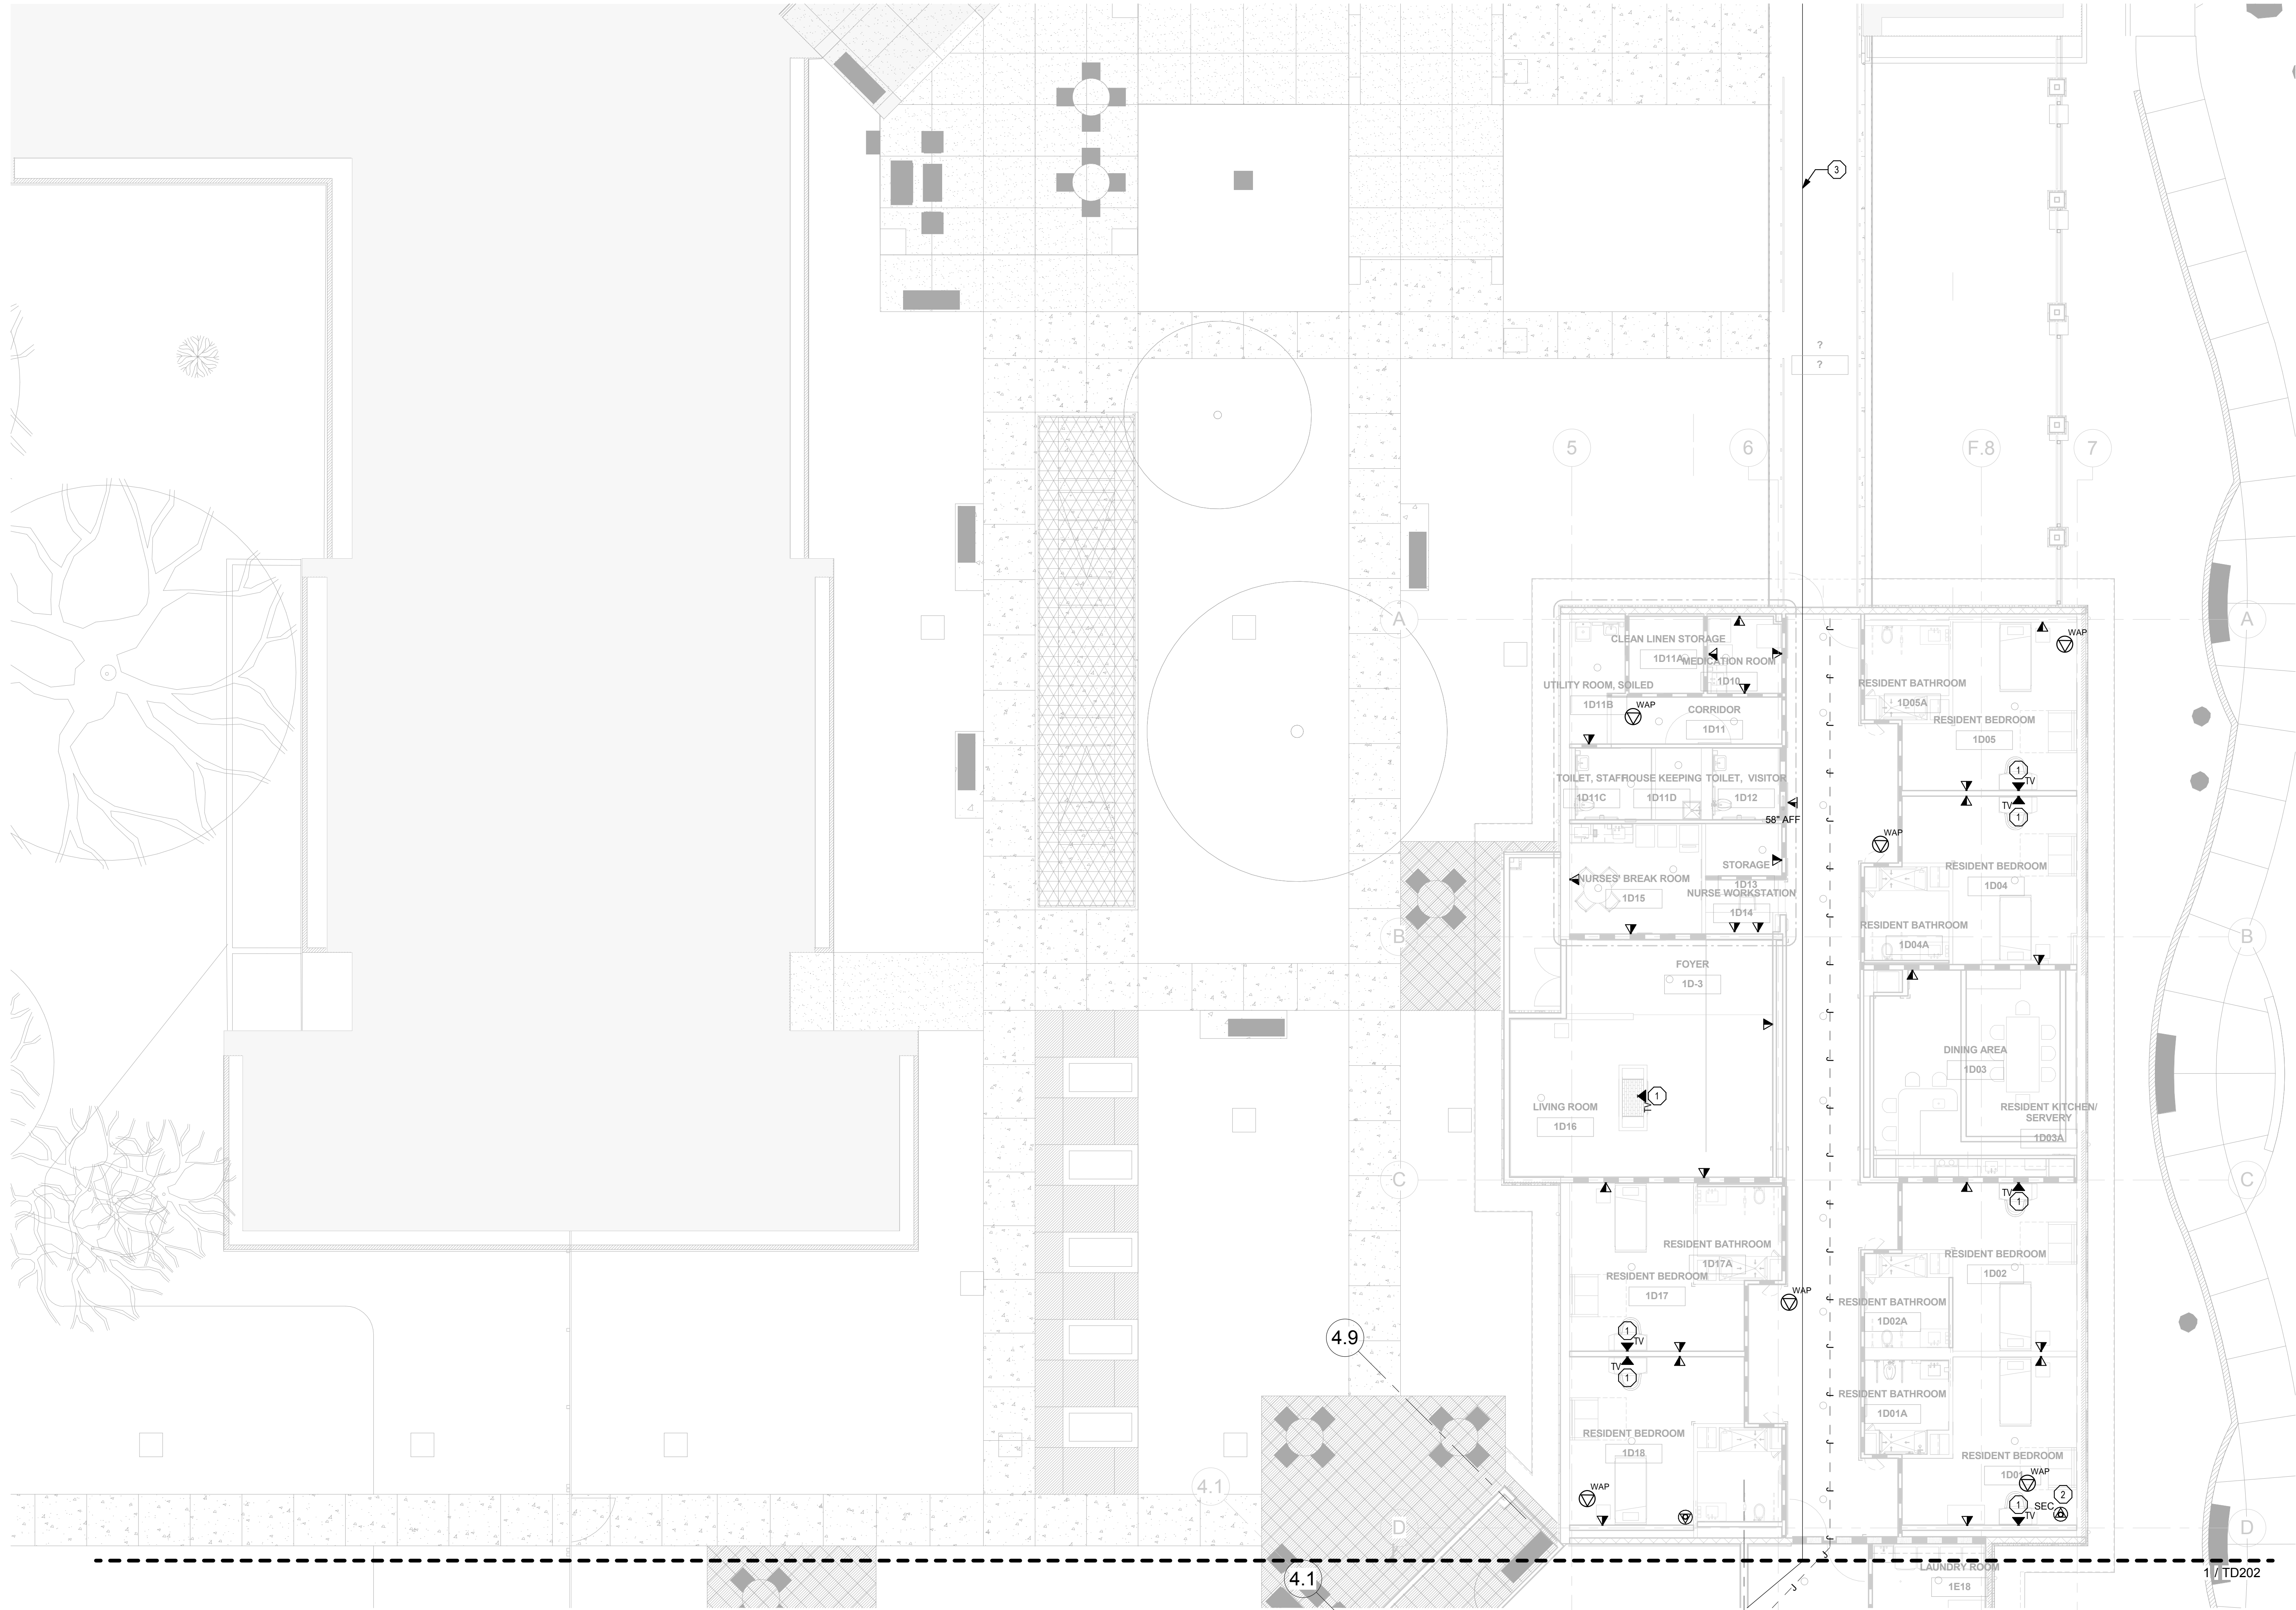 3
?
?
5
6
F.8
7
A
A
CLEAN LINEN STORAGE
1D11A
MEDICATION ROOM
1D10
WAP
UTILITY ROOM, SOILED
1D11B
WAP
CORRIDOR
1D11
RESIDENT BATHROOM
1D05A
RESIDENT BEDROOM
1D05
1
TV
TOILET, STAFF
1D11C
HOUSE KEEPING
1D11D
TOILET, VISITOR
1D12
58" AFF
TV
1
WAP
STORAGE
1D13
NURSES' BREAK ROOM
1D15
NURSE WORKSTATION
1D14
RESIDENT BEDROOM
1D04
RESIDENT BATHROOM
1D04A
B
B
FOYER
1D-3
DINING AREA
1D03
LIVING ROOM
1D16
TV
1
RESIDENT KITCHEN/
SERVERY
1D03A
C
C
TV
1
RESIDENT BATHROOM
1D17A
RESIDENT BEDROOM
1D17
WAP
RESIDENT BEDROOM
1D02
RESIDENT BATHROOM
1D02A
4.9
1
TV
TV
1
RESIDENT BATHROOM
1D01A
RESIDENT BEDROOM
1D18
WAP
RESIDENT BEDROOM
1D01
WAP
4.1
1
TV
2
SEC
D
D
4.1
LAUNDRY ROOM
1E18
1 / TD202